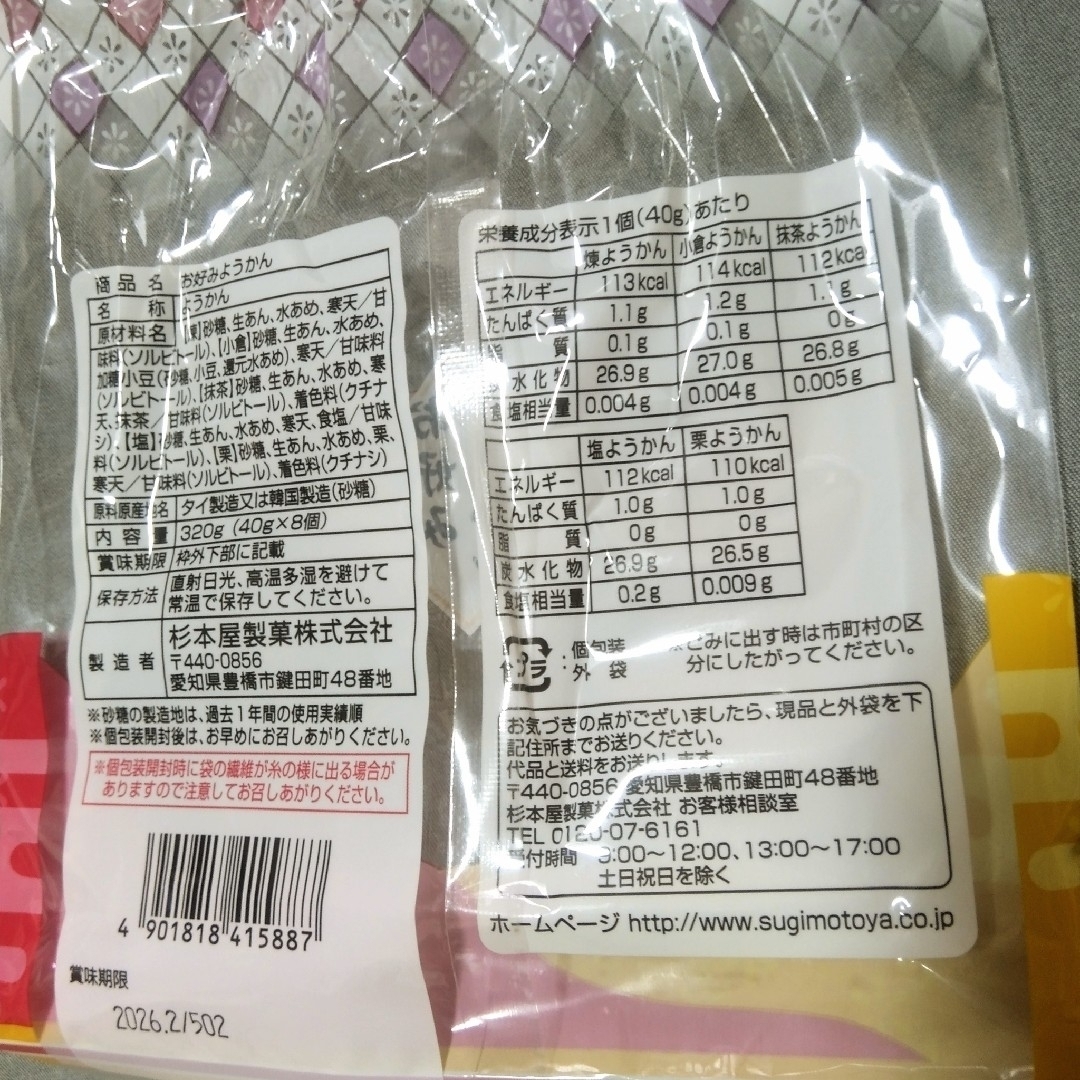 商品名 お好みようかん
名称 ようかん
原材料名 【煉】砂糖、生あん、水あめ、寒天／甘
味料(ソルビトール)、【小倉】砂糖、生あん、水あめ、
加糖小豆(砂糖、小豆、還元水あめ)、寒天／甘味料
(ソルビトール)、【抹茶】砂糖、生あん、水あめ、寒
天、抹茶／甘味料(ソルビトール)、着色料(クチナ
シ)、【塩】砂糖、生あん、水あめ、寒天、食塩／甘味
料(ソルビトール)、【栗】砂糖、生あん、水あめ、栗、
寒天／甘味料(ソルビトール)、着色料(クチナシ)
原料原産地名 タイ製造又は韓国製造(砂糖)
内容量 320g (40g×8個)
賞味期限 枠外下部に記載
保存方法 直射日光、高温多湿を避けて
常温で保存してください。
製造者 杉本屋製菓株式会社
〒440-0856
愛知県豊橋市鍵田町48番地
※砂糖の製造地は、過去1年間の使用実績順
※個包装開封後は、お早めにお召しあがりください。
※個包装開封時に袋の繊維が糸の様に出る場合が
ありますので注意してお召しあがりください。
4 901818 415887
賞味期限
2026.2/502
栄養成分表示1個(40g)あたり
煉ようかん 小倉ようかん 抹茶ようかん
エネルギー 113kcal 114kcal 112kcal
たんぱく質 1.1g 1.2g 1.1g
脂質 0.1g 0.1g 0g
炭水化物 26.9g 27.0g 26.8g
食塩相当量 0.004g 0.004g 0.005g
塩ようかん 栗ようかん
エネルギー 112kcal 110kcal
たんぱく質 1.0g 1.0g
脂質 0g 0g
炭水化物 26.9g 26.5g
食塩相当量 0.2g 0.009g
プラ :個包装
:外袋
ごみに出す時は市町村の区
分にしたがってください。
お気づきの点がございましたら、現品と外袋を下
記住所までお送りください。
代品と送料をお送りします。
〒440-0856 愛知県豊橋市鍵田町48番地
杉本屋製菓株式会社 お客様相談室
TEL 0120-07-6161
受付時間 9:00～12:00、13:00～17:00
土日祝日を除く
ホームページ http://www.sugimotoya.co.jp